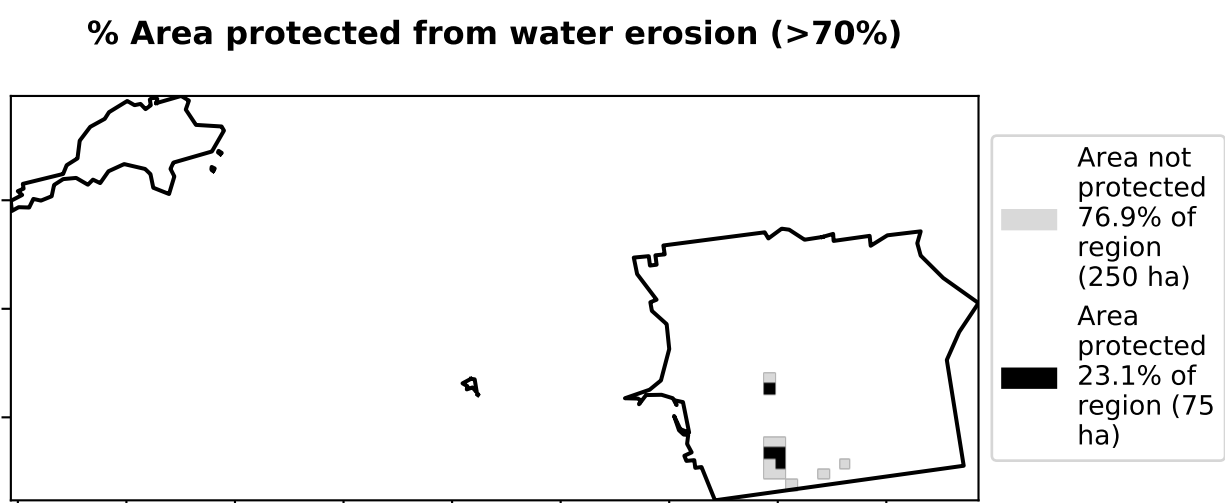 % Area protected from water erosion (>70%)
Area not
protected
76.9% of
region
(250 ha)
Area
protected
23.1% of
region (75
ha)